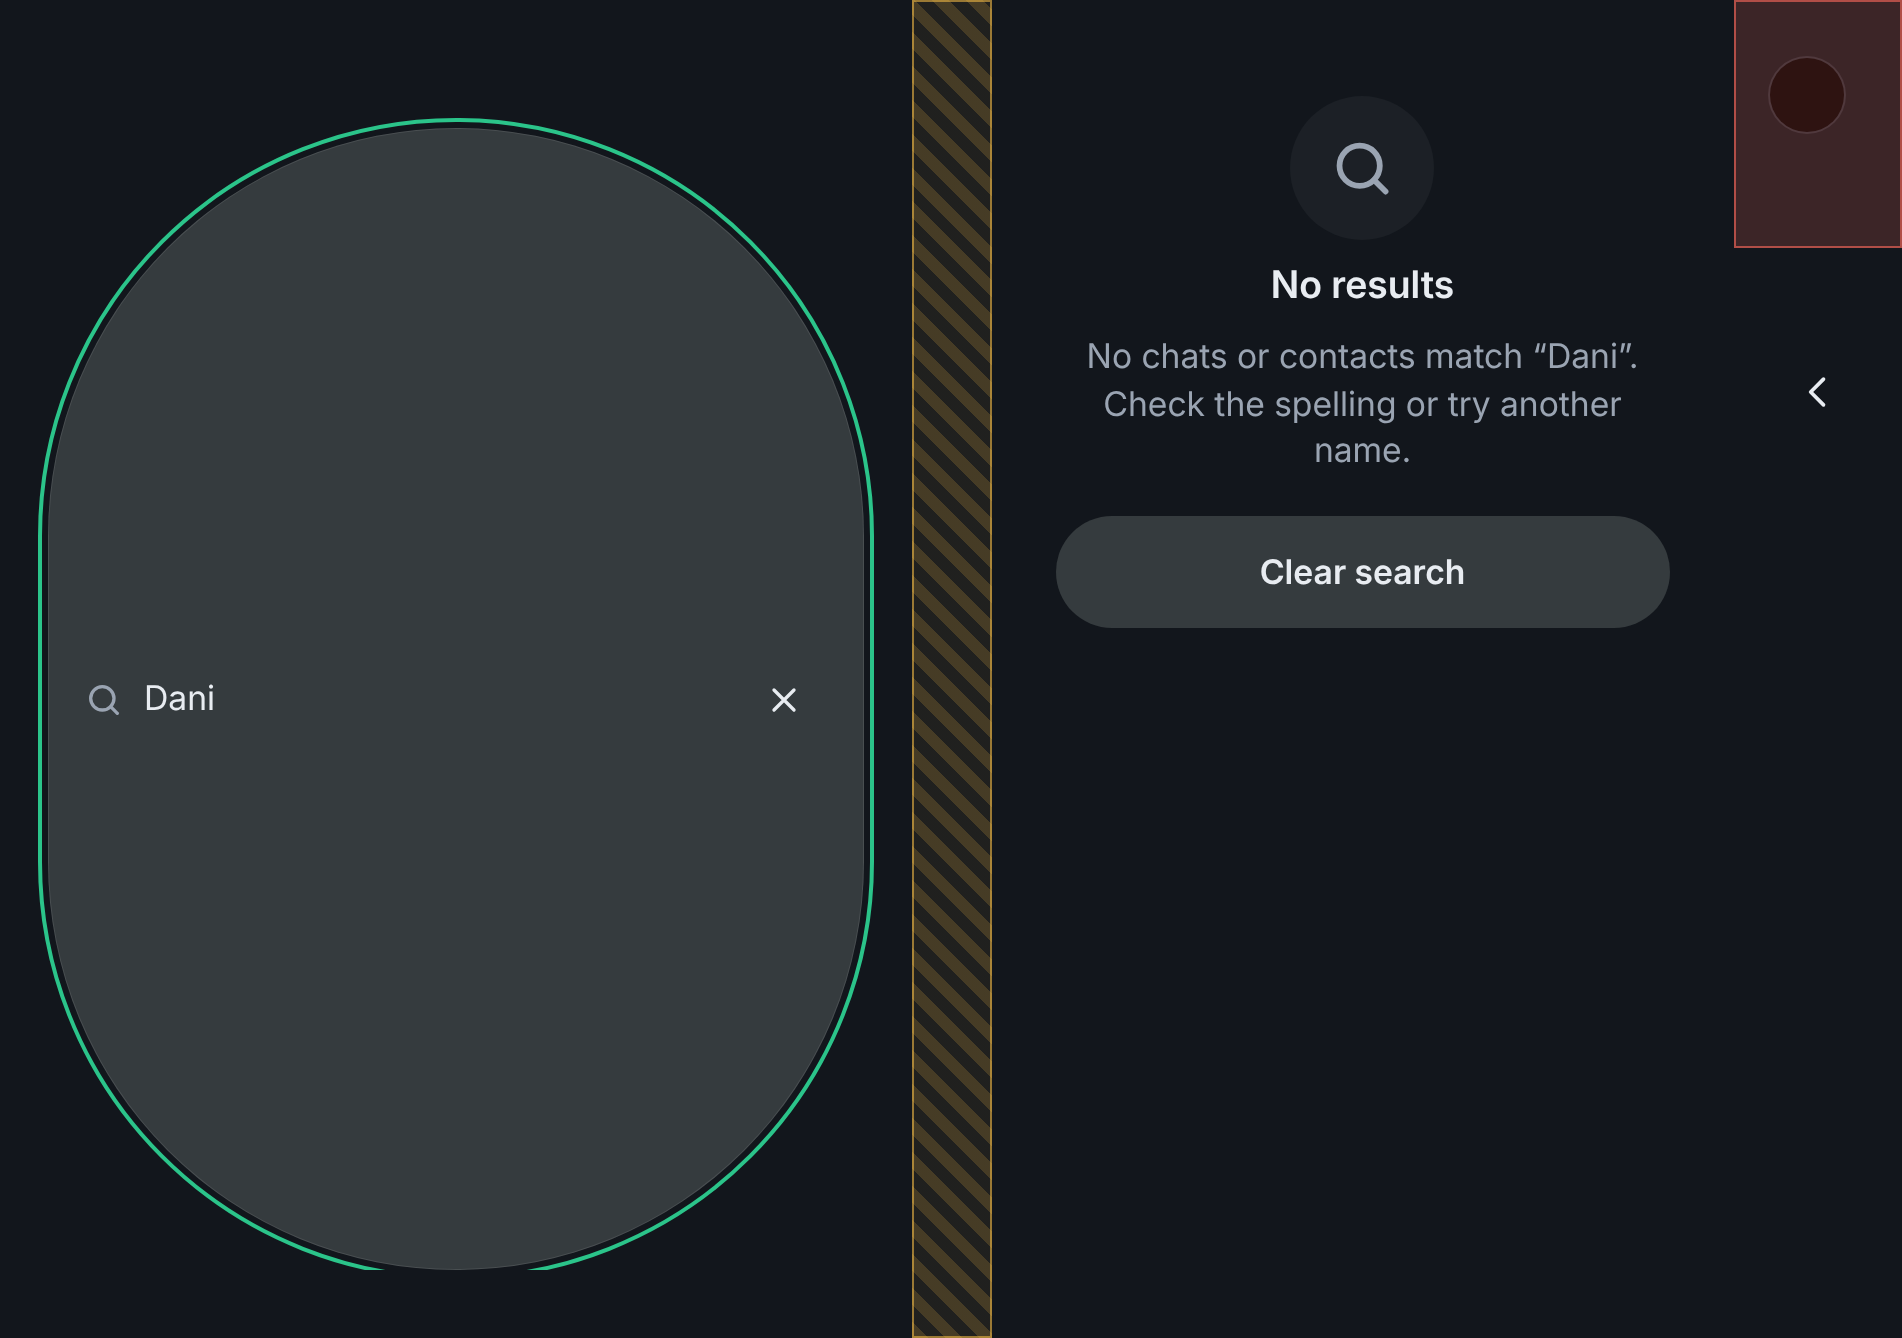 Dani
No results
No chats or contacts match “Dani”.
Check the spelling or try another
name.
Clear search